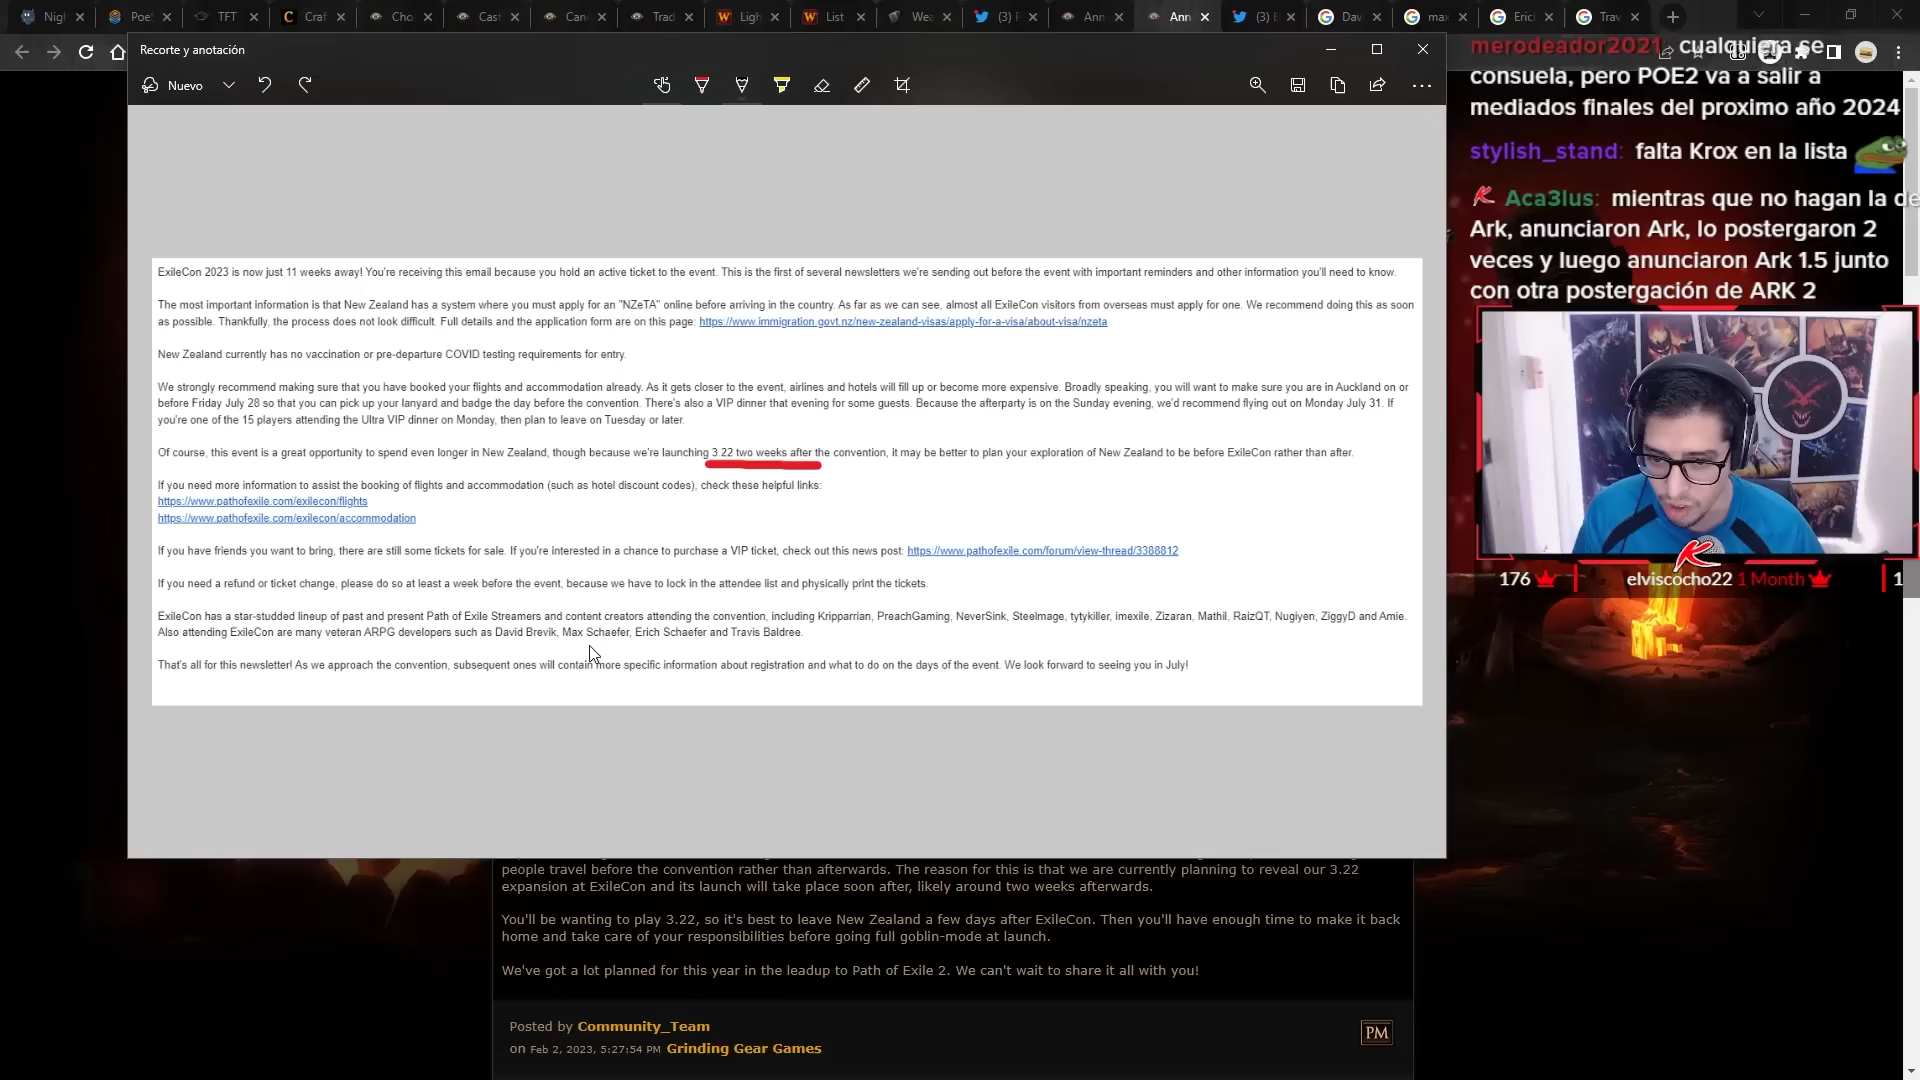 Nigl
Poe
TFT
Craf
Cho
Cast
Can
Trad
Ligh
List
Wea
(3) F
Ann
Ann
(3) E
Dav
max
Eric
Trav
Recorte y anotación
Nuevo
ExileCon 2023 is now just 11 weeks away! You're receiving this email because you hold an active ticket to the event. This is the first of several newsletters we're sending out before the event with important reminders and other information you'll need to know.
The most important information is that New Zealand has a system where you must apply for an "NZeTA" online before arriving in the country. As far as we can see, almost all ExileCon visitors from overseas must apply for one. We recommend doing this as soon
as possible. Thankfully, the process does not look difficult. Full details and the application form are on this page: https://www.immigration.govt.nz/new-zealand-visas/apply-for-a-visa/about-visa/nzeta
New Zealand currently has no vaccination or pre-departure COVID testing requirements for entry.
We strongly recommend making sure that you have booked your flights and accommodation already. As it gets closer to the event, airlines and hotels will fill up or become more expensive. Broadly speaking, you will want to make sure you are in Auckland on or
before Friday July 28 so that you can pick up your lanyard and badge the day before the convention. There's also a VIP dinner that evening for some guests. Because the afterparty is on the Sunday evening, we'd recommend flying out on Monday July 31. If
you're one of the 15 players attending the Ultra VIP dinner on Monday, then plan to leave on Tuesday or later.
Of course, this event is a great opportunity to spend even longer in New Zealand, though because we're launching 3.22 two weeks after the convention, it may be better to plan your exploration of New Zealand to be before ExileCon rather than after.
If you need more information to assist the booking of flights and accommodation (such as hotel discount codes), check these helpful links:
https://www.pathofexile.com/exilecon/flights
https://www.pathofexile.com/exilecon/accommodation
If you have friends you want to bring, there are still some tickets for sale. If you're interested in a chance to purchase a VIP ticket, check out this news post: https://www.pathofexile.com/forum/view-thread/3388812
If you need a refund or ticket change, please do so at least a week before the event, because we have to lock in the attendee list and physically print the tickets.
ExileCon has a star-studded lineup of past and present Path of Exile Streamers and content creators attending the convention, including Kripparrian, PreachGaming, NeverSink, SteelMage, tytykiller, imexile, Zizaran, Mathil, RaizQT, Nugiyen, ZiggyD and Amie.
Also attending ExileCon are many veteran ARPG developers such as David Brevik, Max Schaefer, Erich Schaefer and Travis Baldree.
That's all for this newsletter! As we approach the convention, subsequent ones will contain more specific information about registration and what to do on the days of the event. We look forward to seeing you in July!
people travel before the convention rather than afterwards. The reason for this is that we are currently planning to reveal our 3.22
expansion at ExileCon and its launch will take place soon after, likely around two weeks afterwards.
You'll be wanting to play 3.22, so it's best to leave New Zealand a few days after ExileCon. Then you'll have enough time to make it back
home and take care of your responsibilities before going full goblin-mode at launch.
We've got a lot planned for this year in the leadup to Path of Exile 2. We can't wait to share it all with you!
Posted by Community_Team
on Feb 2, 2023, 5:27:54 PM Grinding Gear Games
PM
merodeador2021: cualquiera se
consuela, pero POE2 va a salir a
mediados finales del proximo año 2024
stylish_stand: falta Krox en la lista
Aca3lus: mientras que no hagan la de
Ark, anunciaron Ark, lo postergaron 2
veces y luego anunciaron Ark 1.5 junto
con otra postergación de ARK 2
176 elviscocho22 1 Month 1